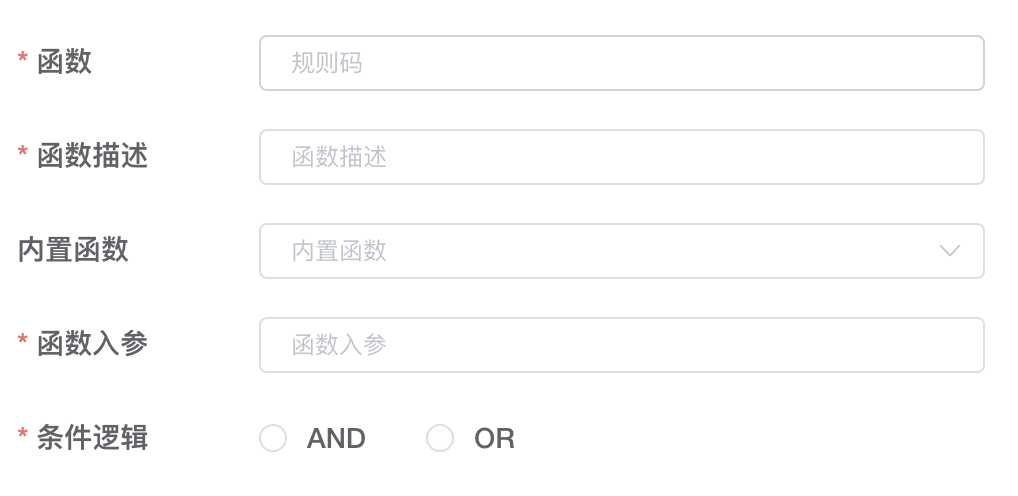 * 函数 规则码
* 函数描述 函数描述
内置函数 内置函数
* 函数入参 函数入参
* 条件逻辑 AND OR